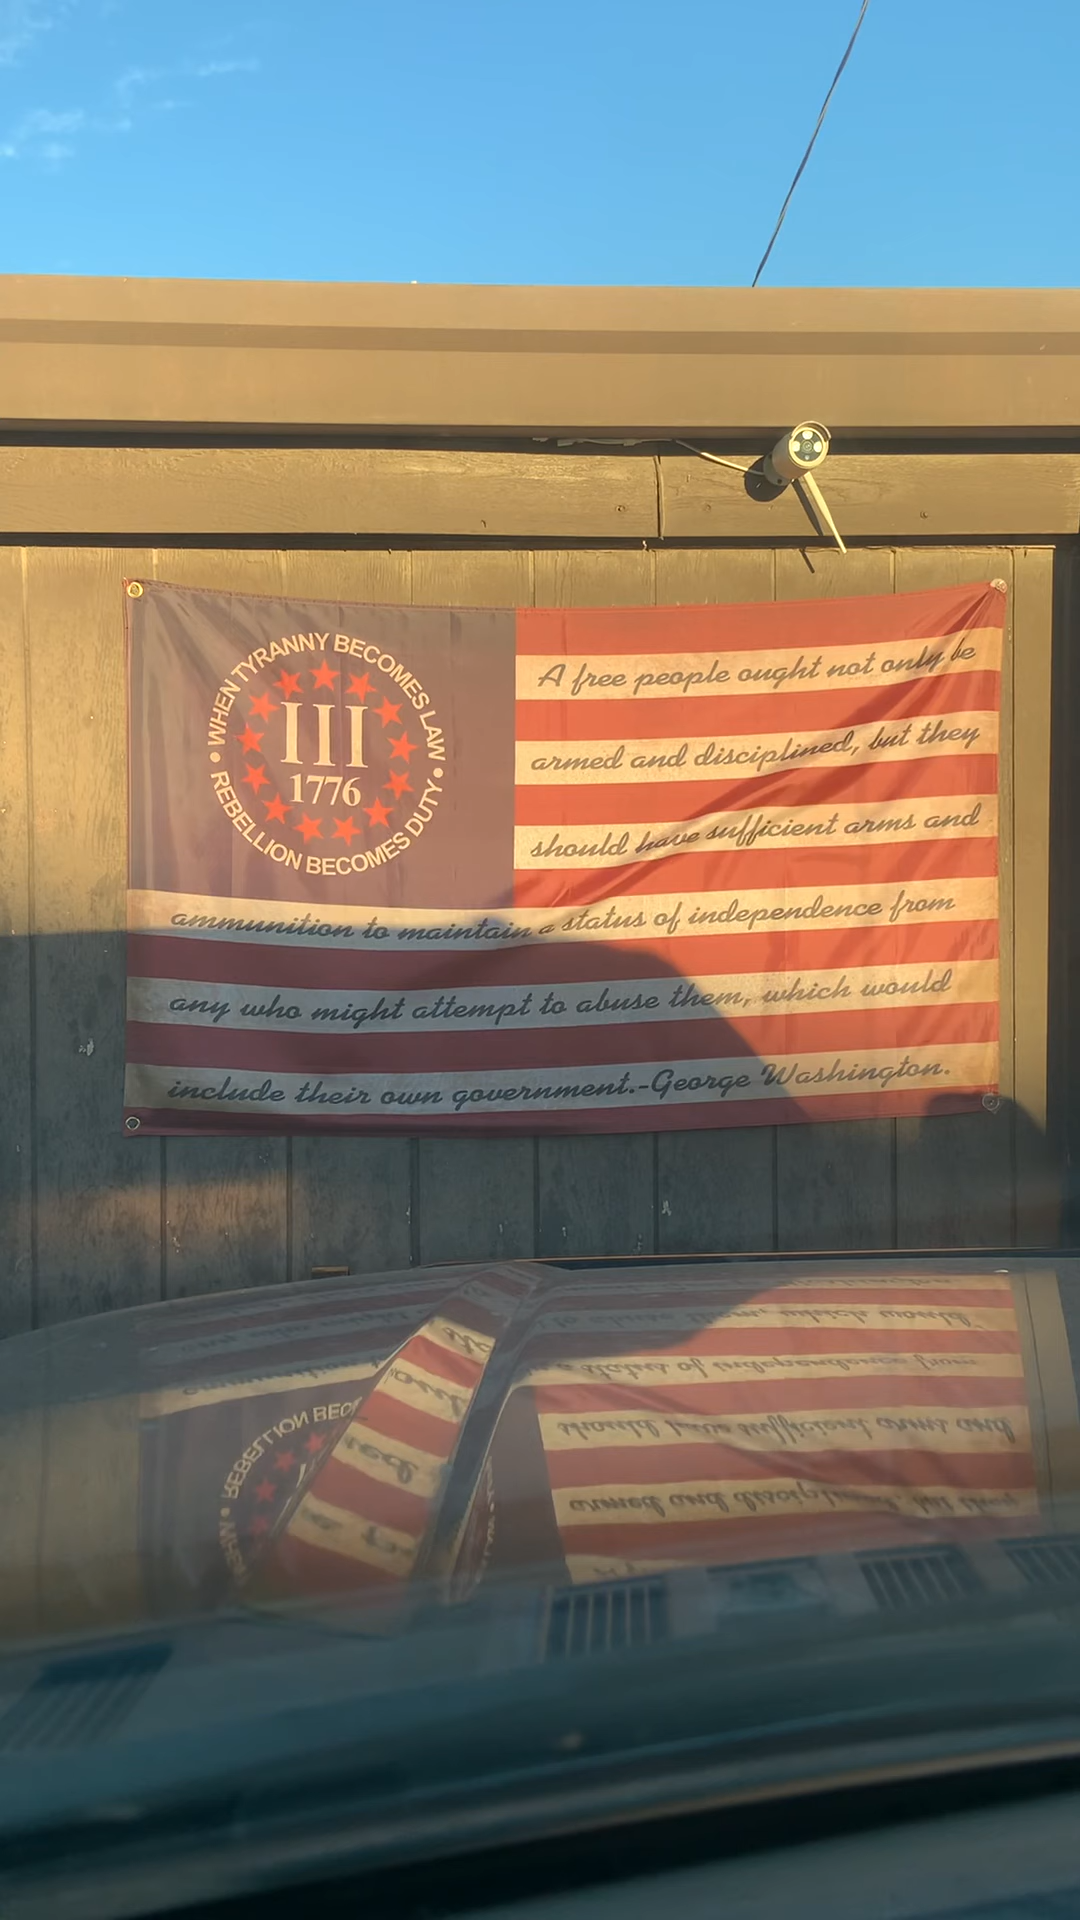 WHEN TYRANNY BECOMES LAW
III
1776
REBELLION BECOMES DUTY
A free people ought not only be
armed and disciplined, but they
should have sufficient arms and
ammunition to maintain a status of independence from
any who might attempt to abuse them, which would
include their own government.-George Washington.